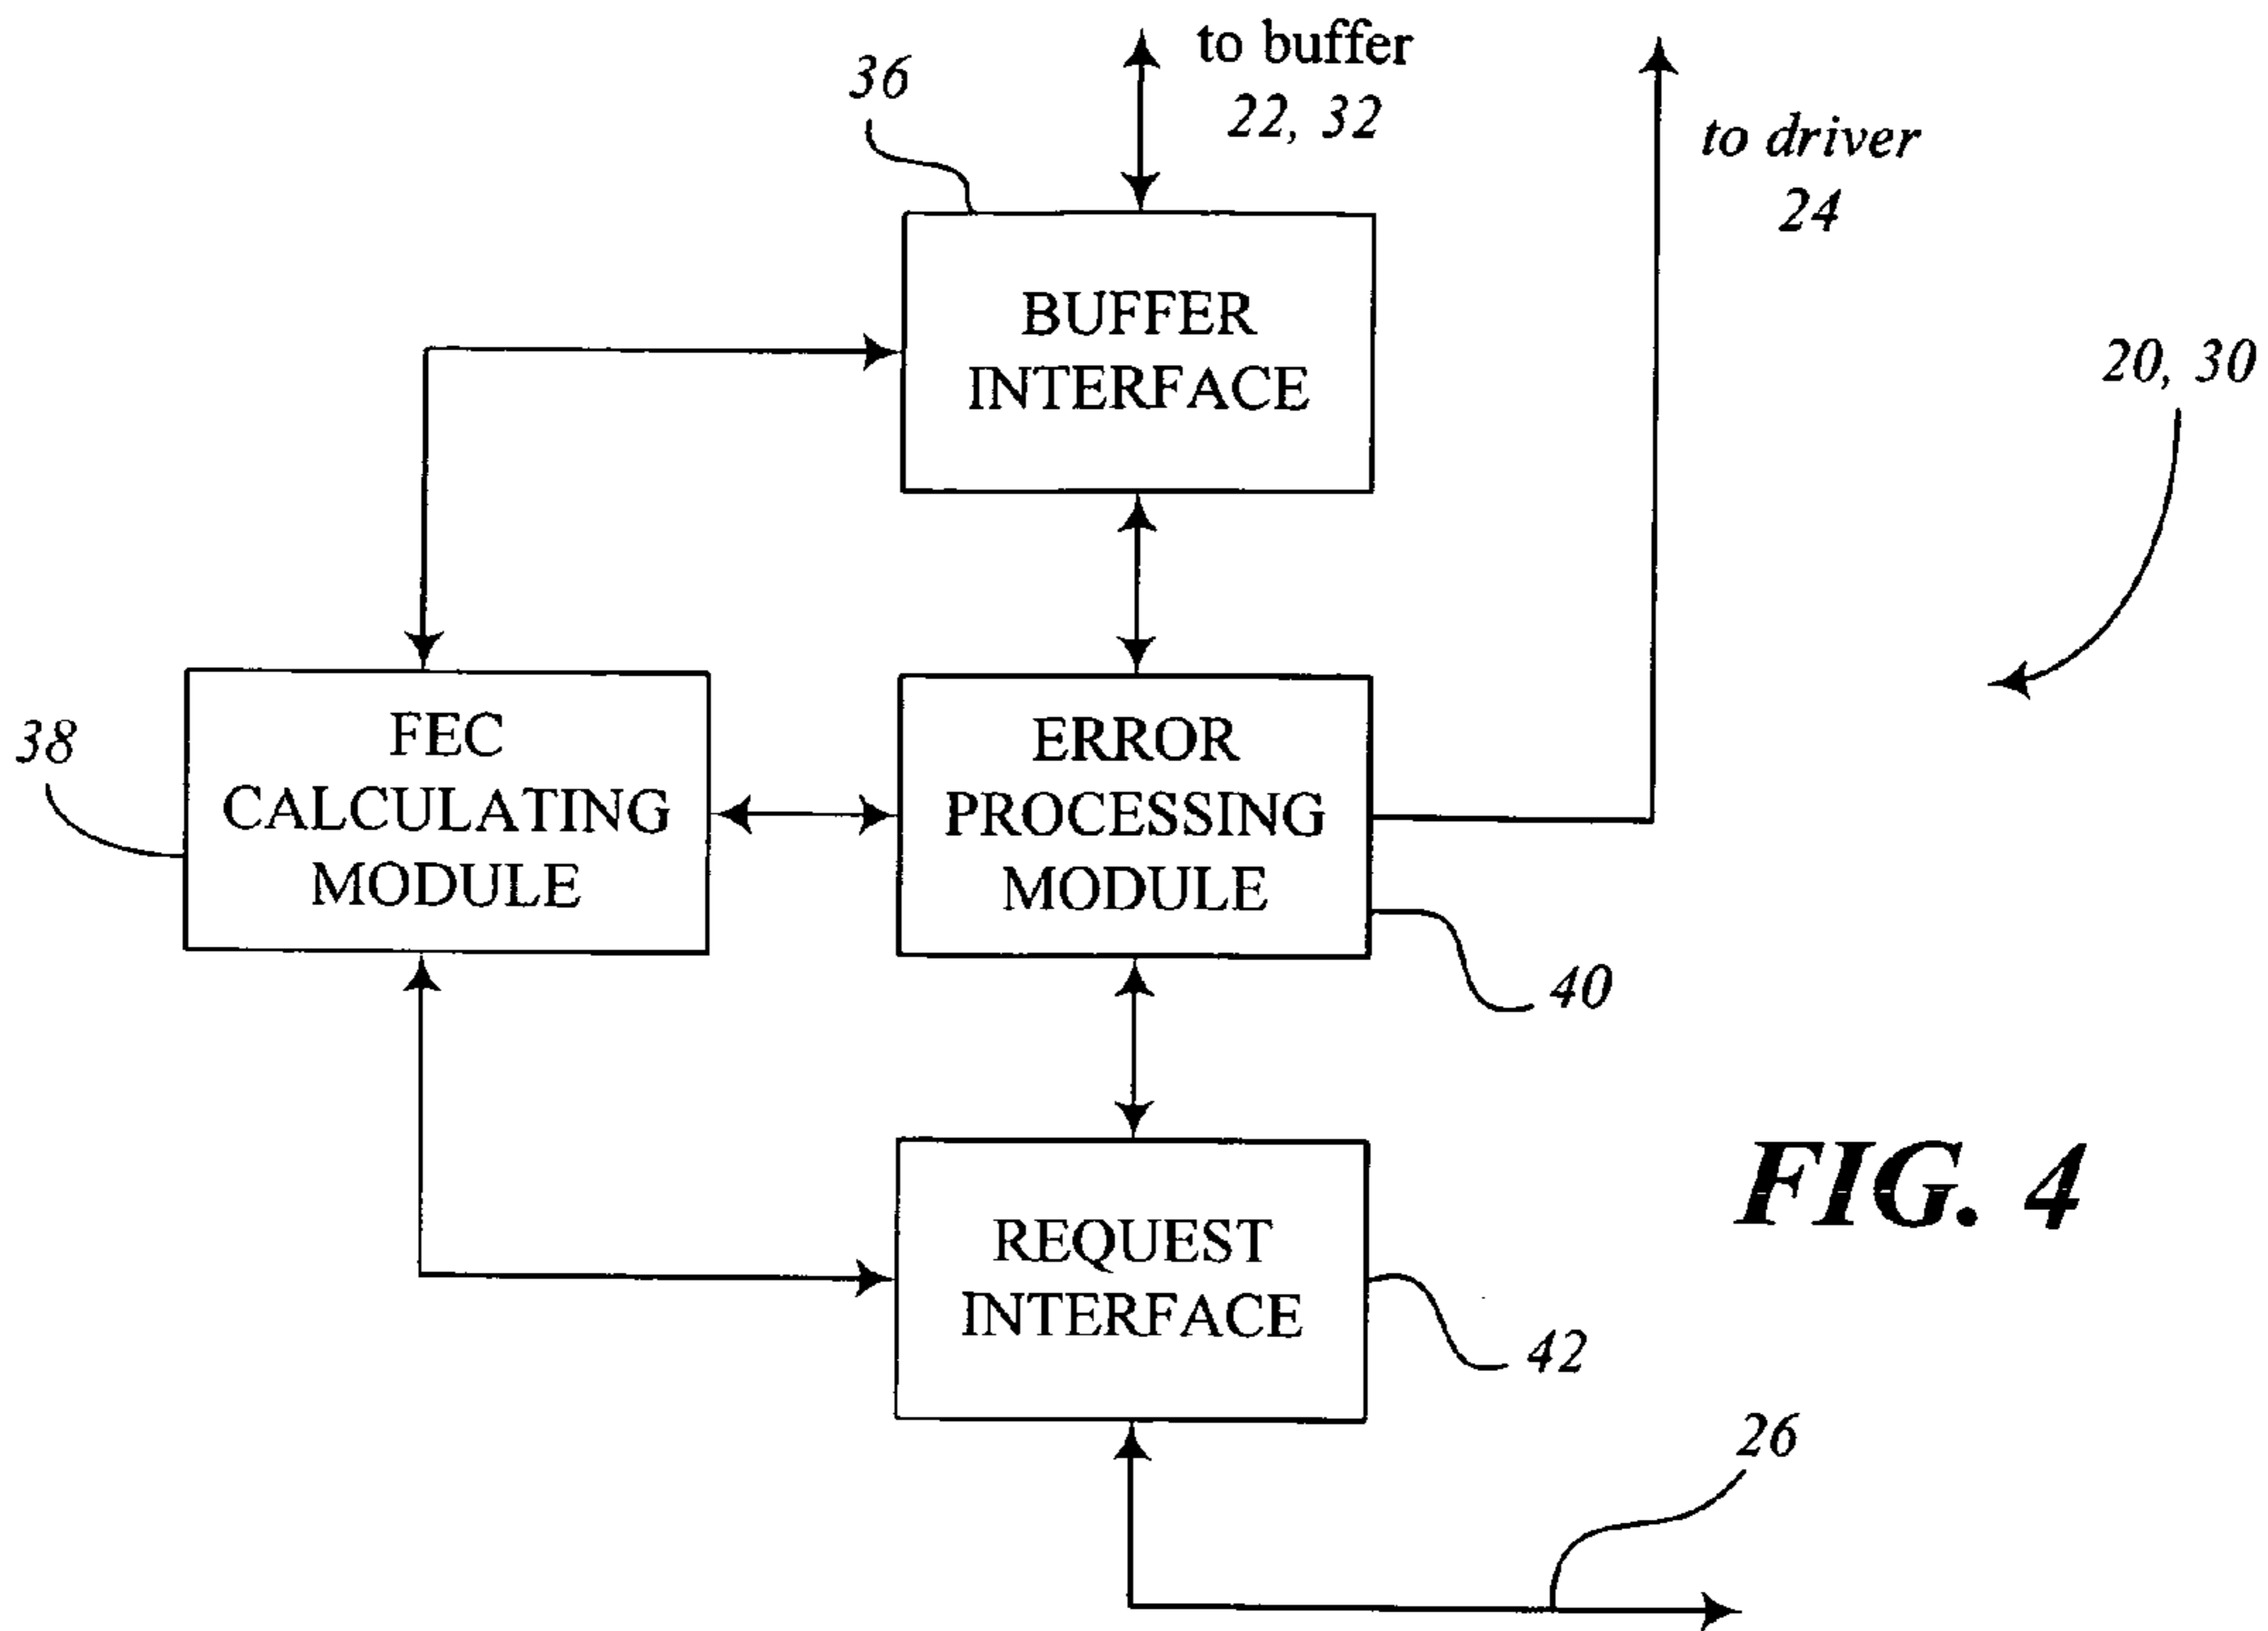 to buffer
22, 32
36
to driver
24
BUFFER
INTERFACE
20, 30
38
FEC
CALCULATING
MODULE
ERROR
PROCESSING
MODULE
40
FIG. 4
REQUEST
INTERFACE
42
26